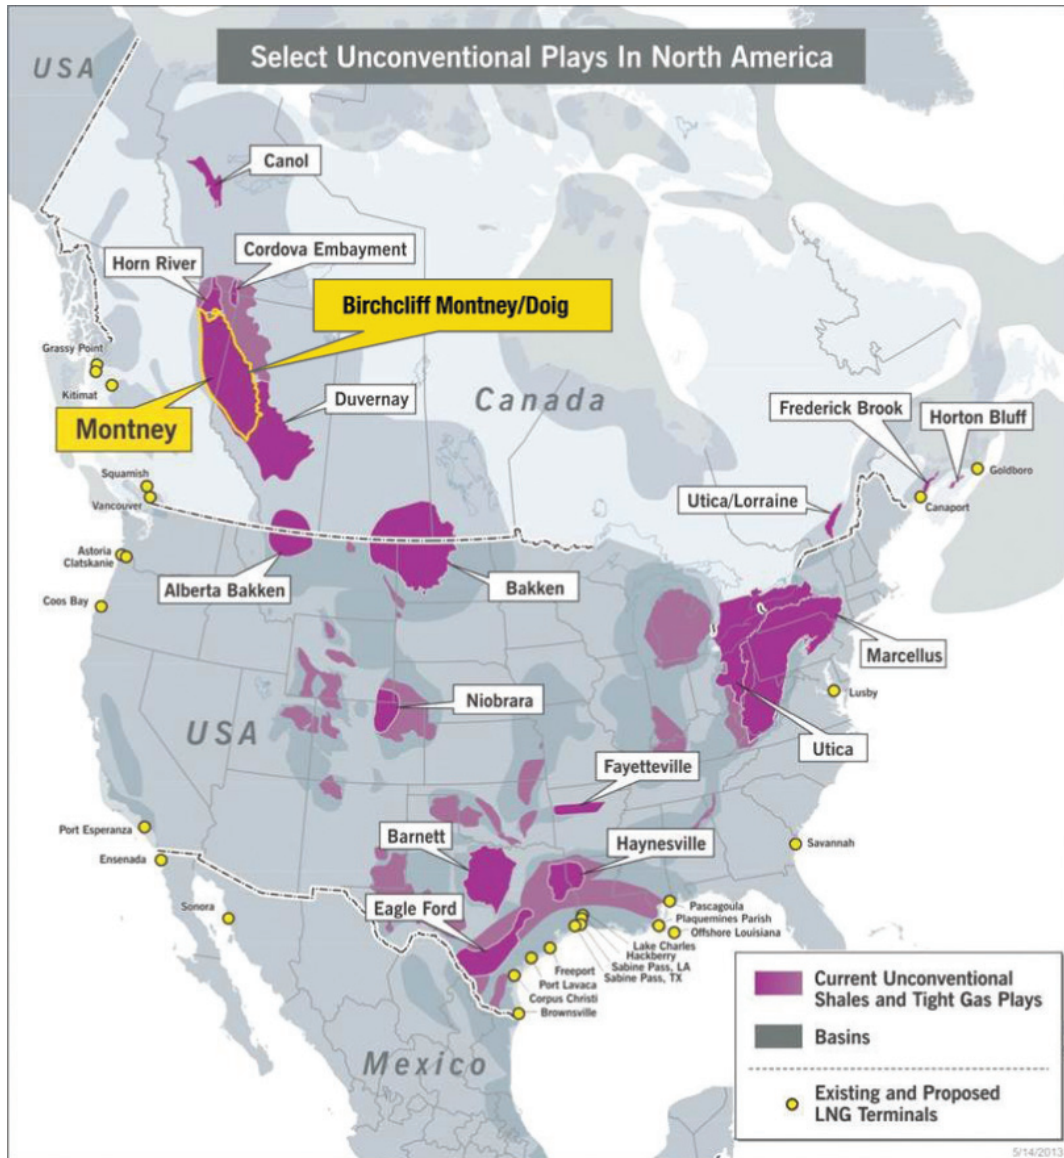 Select Unconventional Plays In North America
USA
Canol
Cordova Embayment
Horn River
Birchcliff Montney/Doig
Grassy Point
Kitimat
Duvernay
Canada
Montney
Frederick Brook
Horton Bluff
Goldboro
Squamish
Vancouver
Utica/Lorraine
Canaport
Astoria
Clatskanie
Alberta Bakken
Bakken
Coos Bay
Marcellus
Lusby
Niobrara
USA
Utica
Fayetteville
Port Esperanza
Barnett
Haynesville
Savannah
Ensenada
Sonora
Eagle Ford
Pascagoula
Plaquemines Parish
Offshore Louisiana
Lake Charles
Hackberry
Sabine Pass, LA
Sabine Pass, TX
Freeport
Port Lavaca
Corpus Christi
Brownsville
Mexico
Current Unconventional
Shales and Tight Gas Plays
Basins
Existing and Proposed
LNG Terminals
5/14/2013